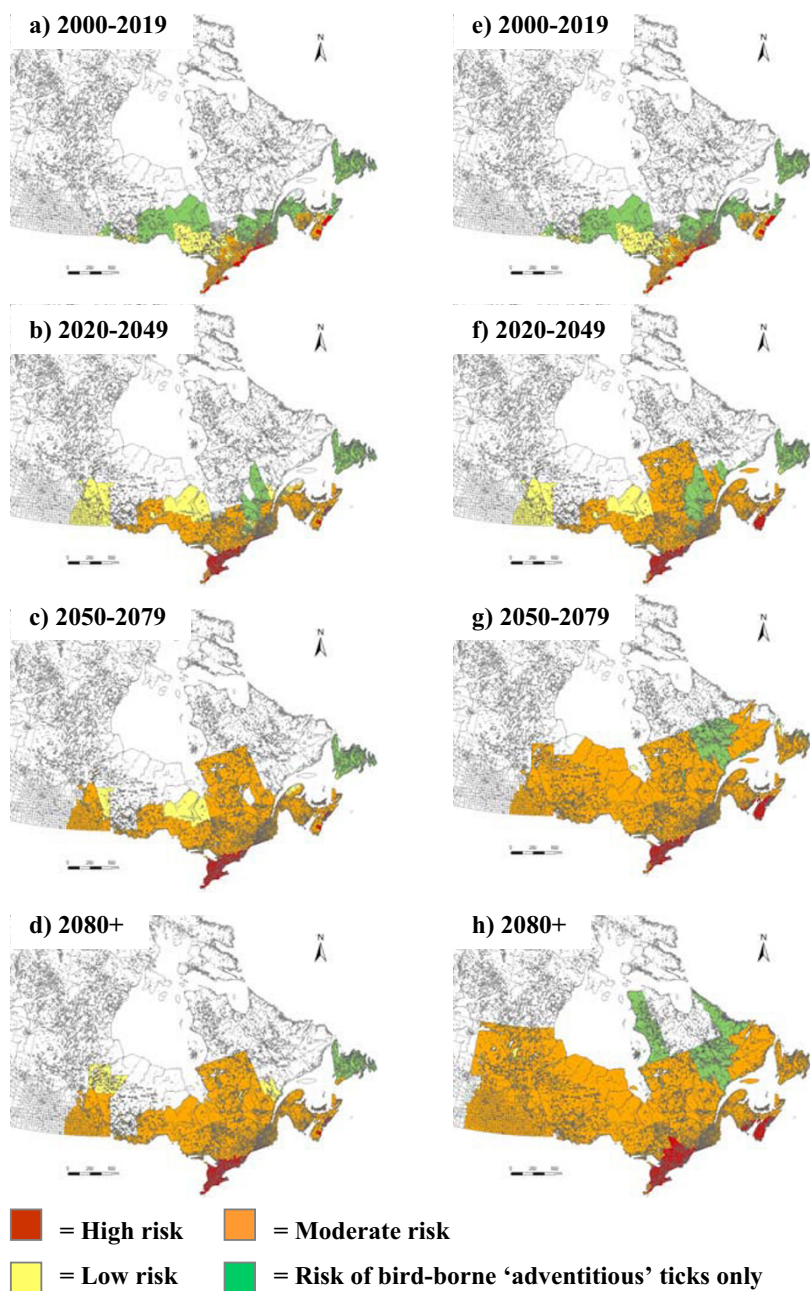 a) 2000-2019
N
e) 2000-2019
N
b) 2020-2049
N
f) 2020-2049
N
c) 2050-2079
N
g) 2050-2079
N
d) 2080+
N
h) 2080+
N
= High risk
= Moderate risk
= Low risk
= Risk of bird-borne ‘adventitious’ ticks only